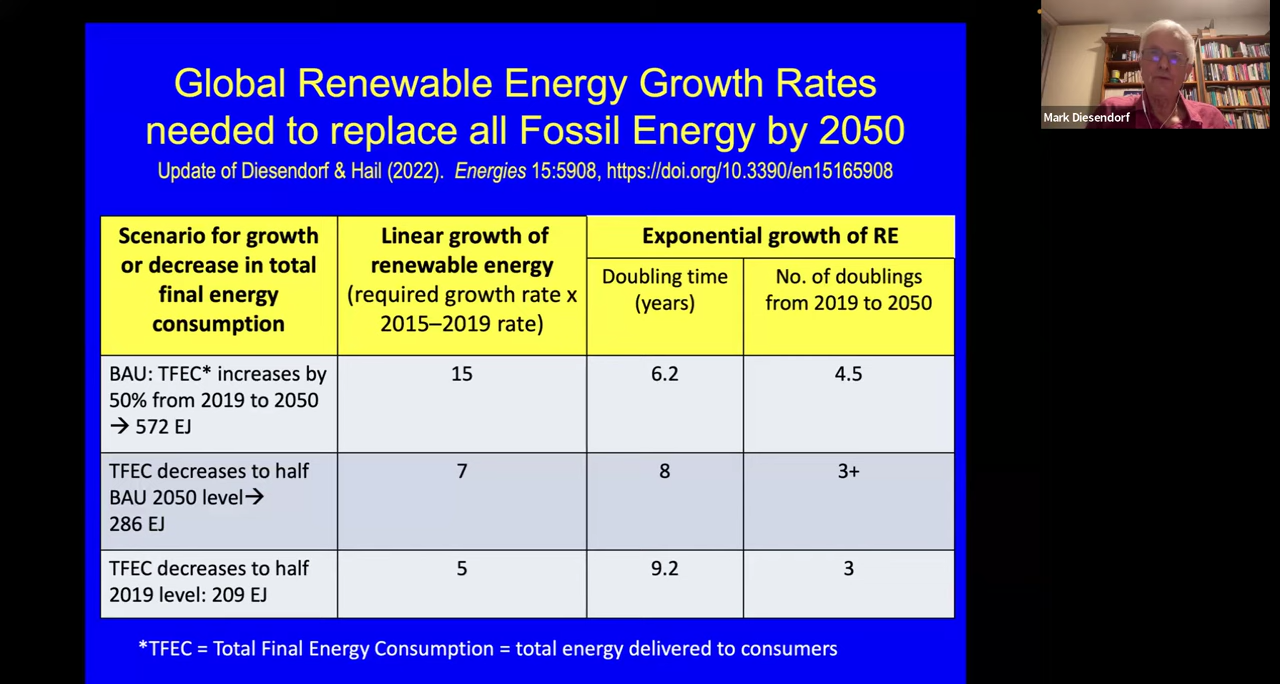 Global Renewable Energy Growth Rates
needed to replace all Fossil Energy by 2050
Update of Diesendorf & Hail (2022). Energies 15:5908, https://doi.org/10.3390/en15165908
Scenario for growth
or decrease in total
final energy
consumption
Linear growth of
renewable energy
(required growth rate x
2015–2019 rate)
Exponential growth of RE
Doubling time
(years)
No. of doublings
from 2019 to 2050
BAU: TFEC* increases by
50% from 2019 to 2050
→ 572 EJ
15
6.2
4.5
TFEC decreases to half
BAU 2050 level→
286 EJ
7
8
3+
TFEC decreases to half
2019 level: 209 EJ
5
9.2
3
*TFEC = Total Final Energy Consumption = total energy delivered to consumers
Mark Diesendorf